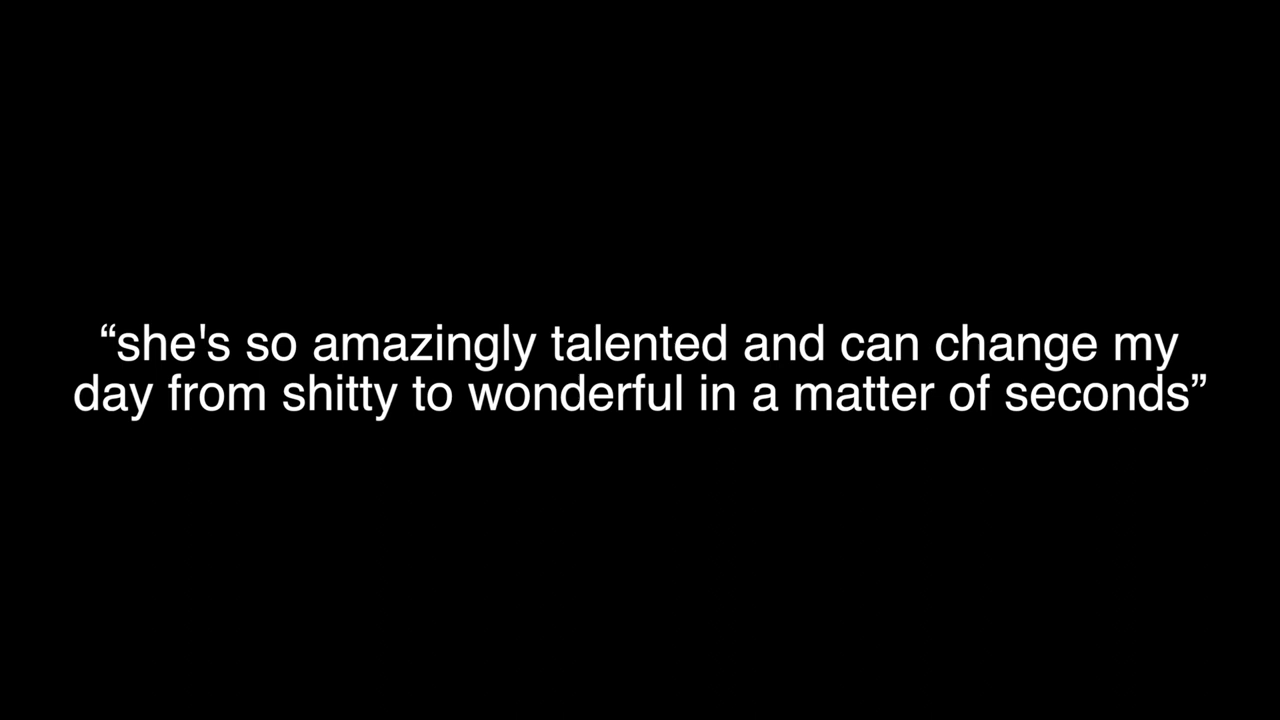 “she's so amazingly talented and can change my
day from shitty to wonderful in a matter of seconds”